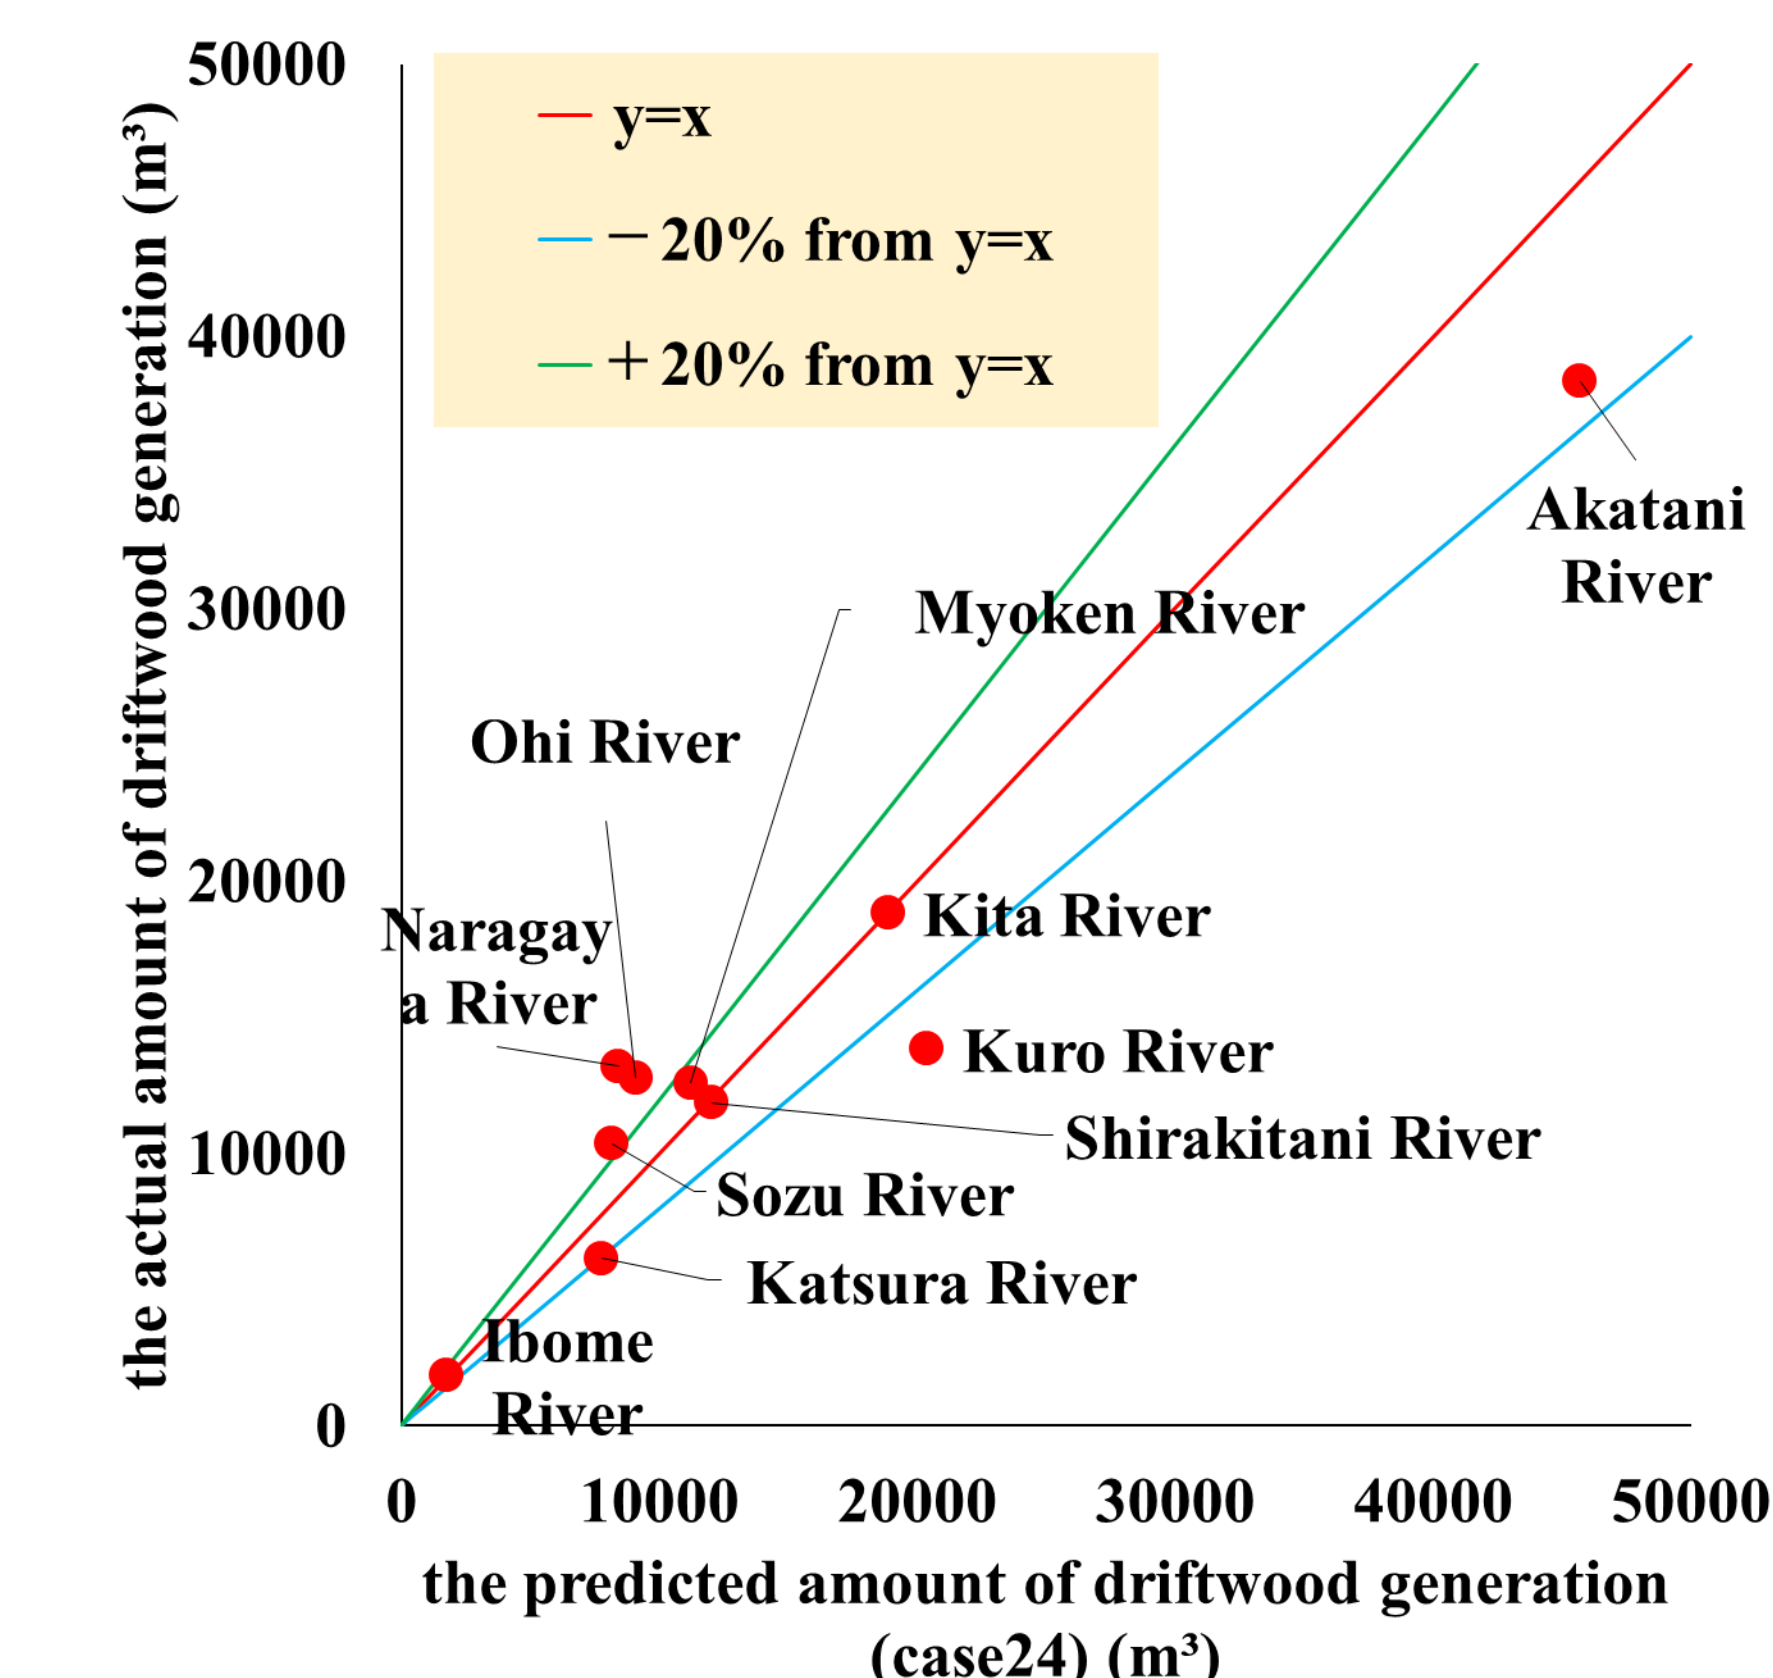 50000
40000
30000
20000
10000
0
the actual amount of driftwood generation (m³)
y=x
－20% from y=x
＋20% from y=x
Akatani
River
Myoken River
Ohi River
Naragay
a River
Kita River
Kuro River
Shirakitani River
Sozu River
Katsura River
Ibome
River
0 10000 20000 30000 40000 50000
the predicted amount of driftwood generation
(case24) (m³)